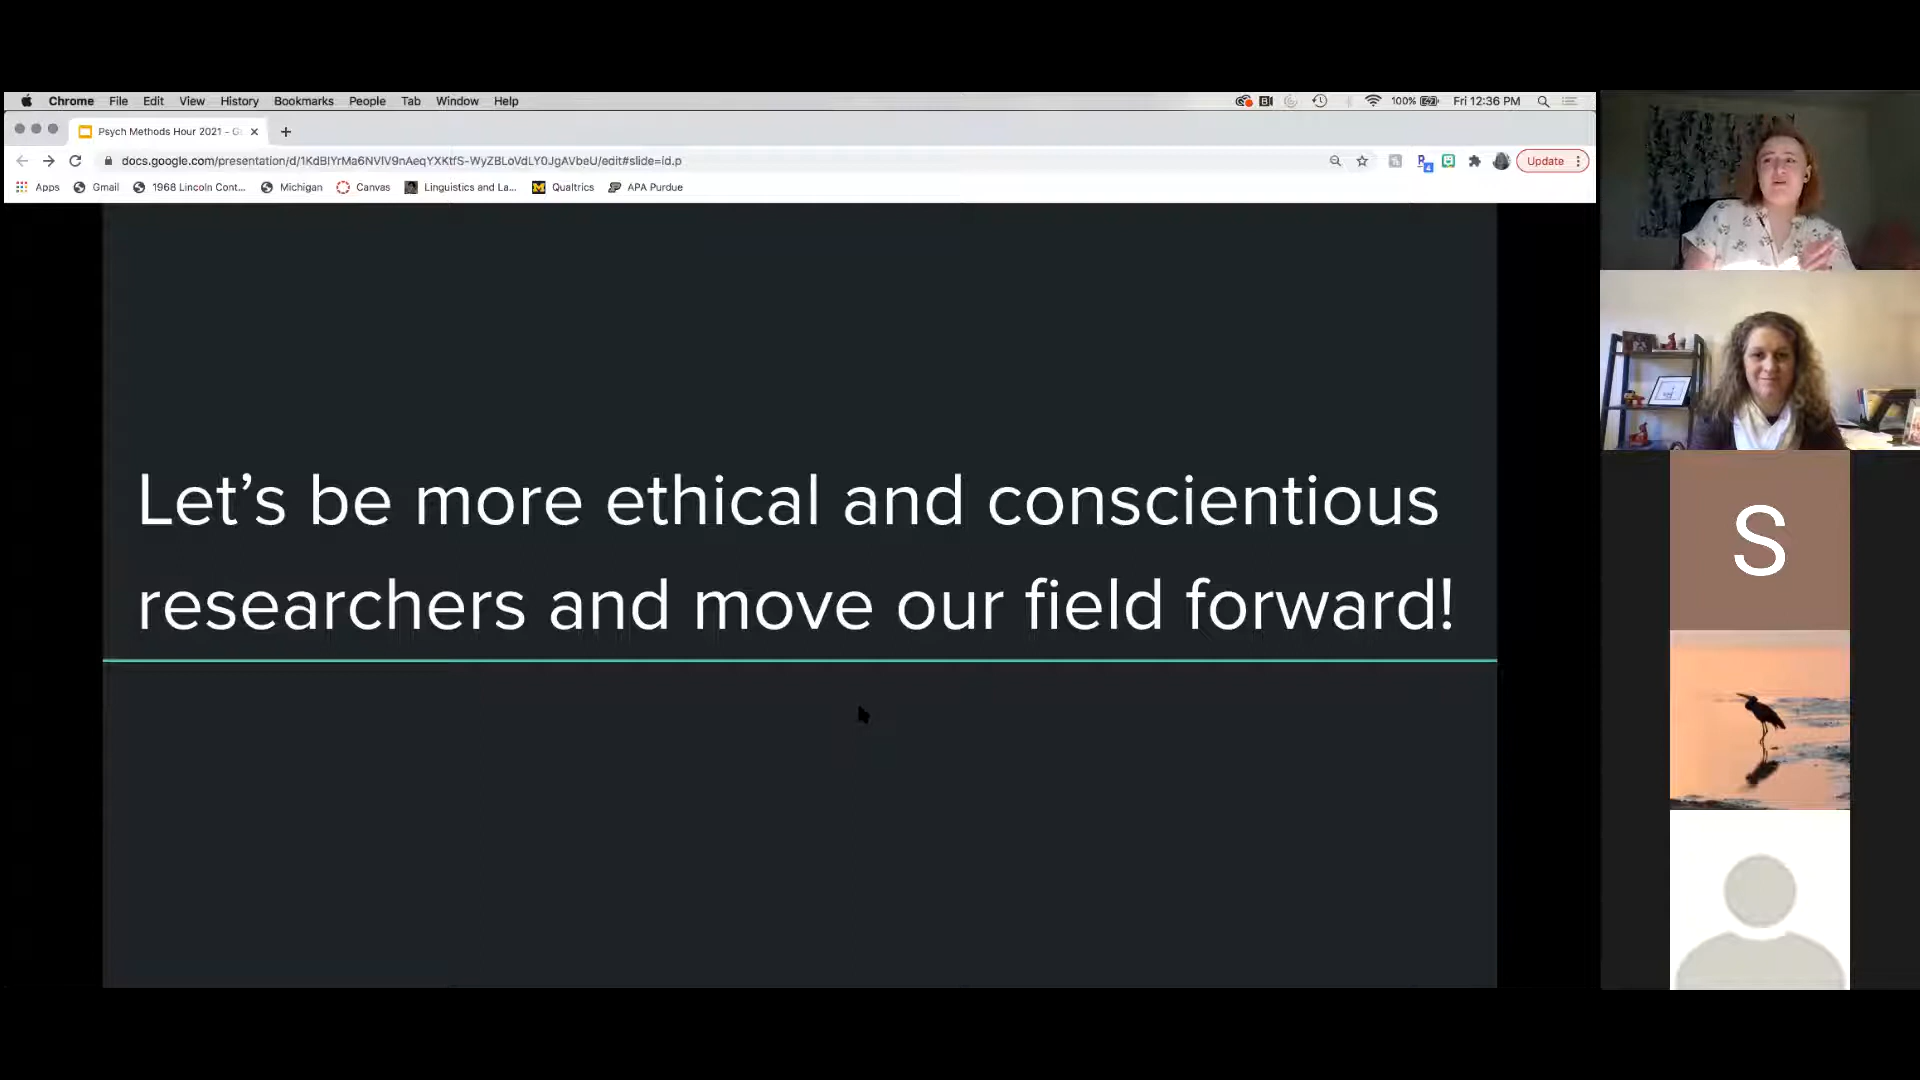 Chrome File Edit View History Bookmarks People Tab Window Help 100% Fri 12:36 PM
Psych Methods Hour 2021 - G
docs.google.com/presentation/d/1KdBIYrMa6NVlV9nAeqYXKtfS-WyZBLoVdLY0JgAVbeU/edit#slide=id.p Update
Apps Gmail 1968 Lincoln Cont... Michigan Canvas Linguistics and La... Qualtrics APA Purdue
Let's be more ethical and conscientious
researchers and move our field forward!
S